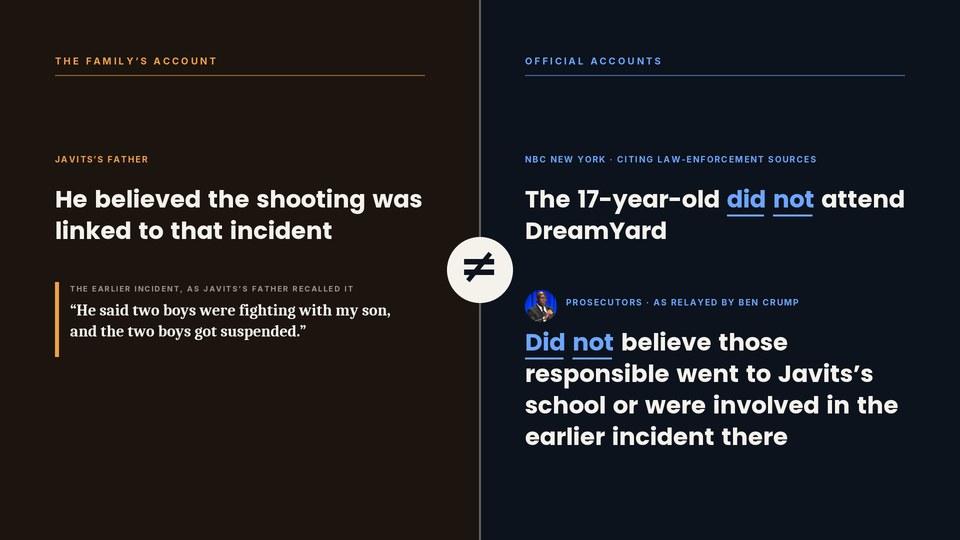 THE FAMILY’S ACCOUNT
JAVITS’S FATHER
He believed the shooting was
linked to that incident
THE EARLIER INCIDENT, AS JAVITS’S FATHER RECALLED IT
“He said two boys were fighting with my son,
and the two boys got suspended.”
≠
OFFICIAL ACCOUNTS
NBC NEW YORK · CITING LAW-ENFORCEMENT SOURCES
The 17-year-old did not attend
DreamYard
PROSECUTORS · AS RELAYED BY BEN CRUMP
Did not believe those
responsible went to Javits’s
school or were involved in the
earlier incident there